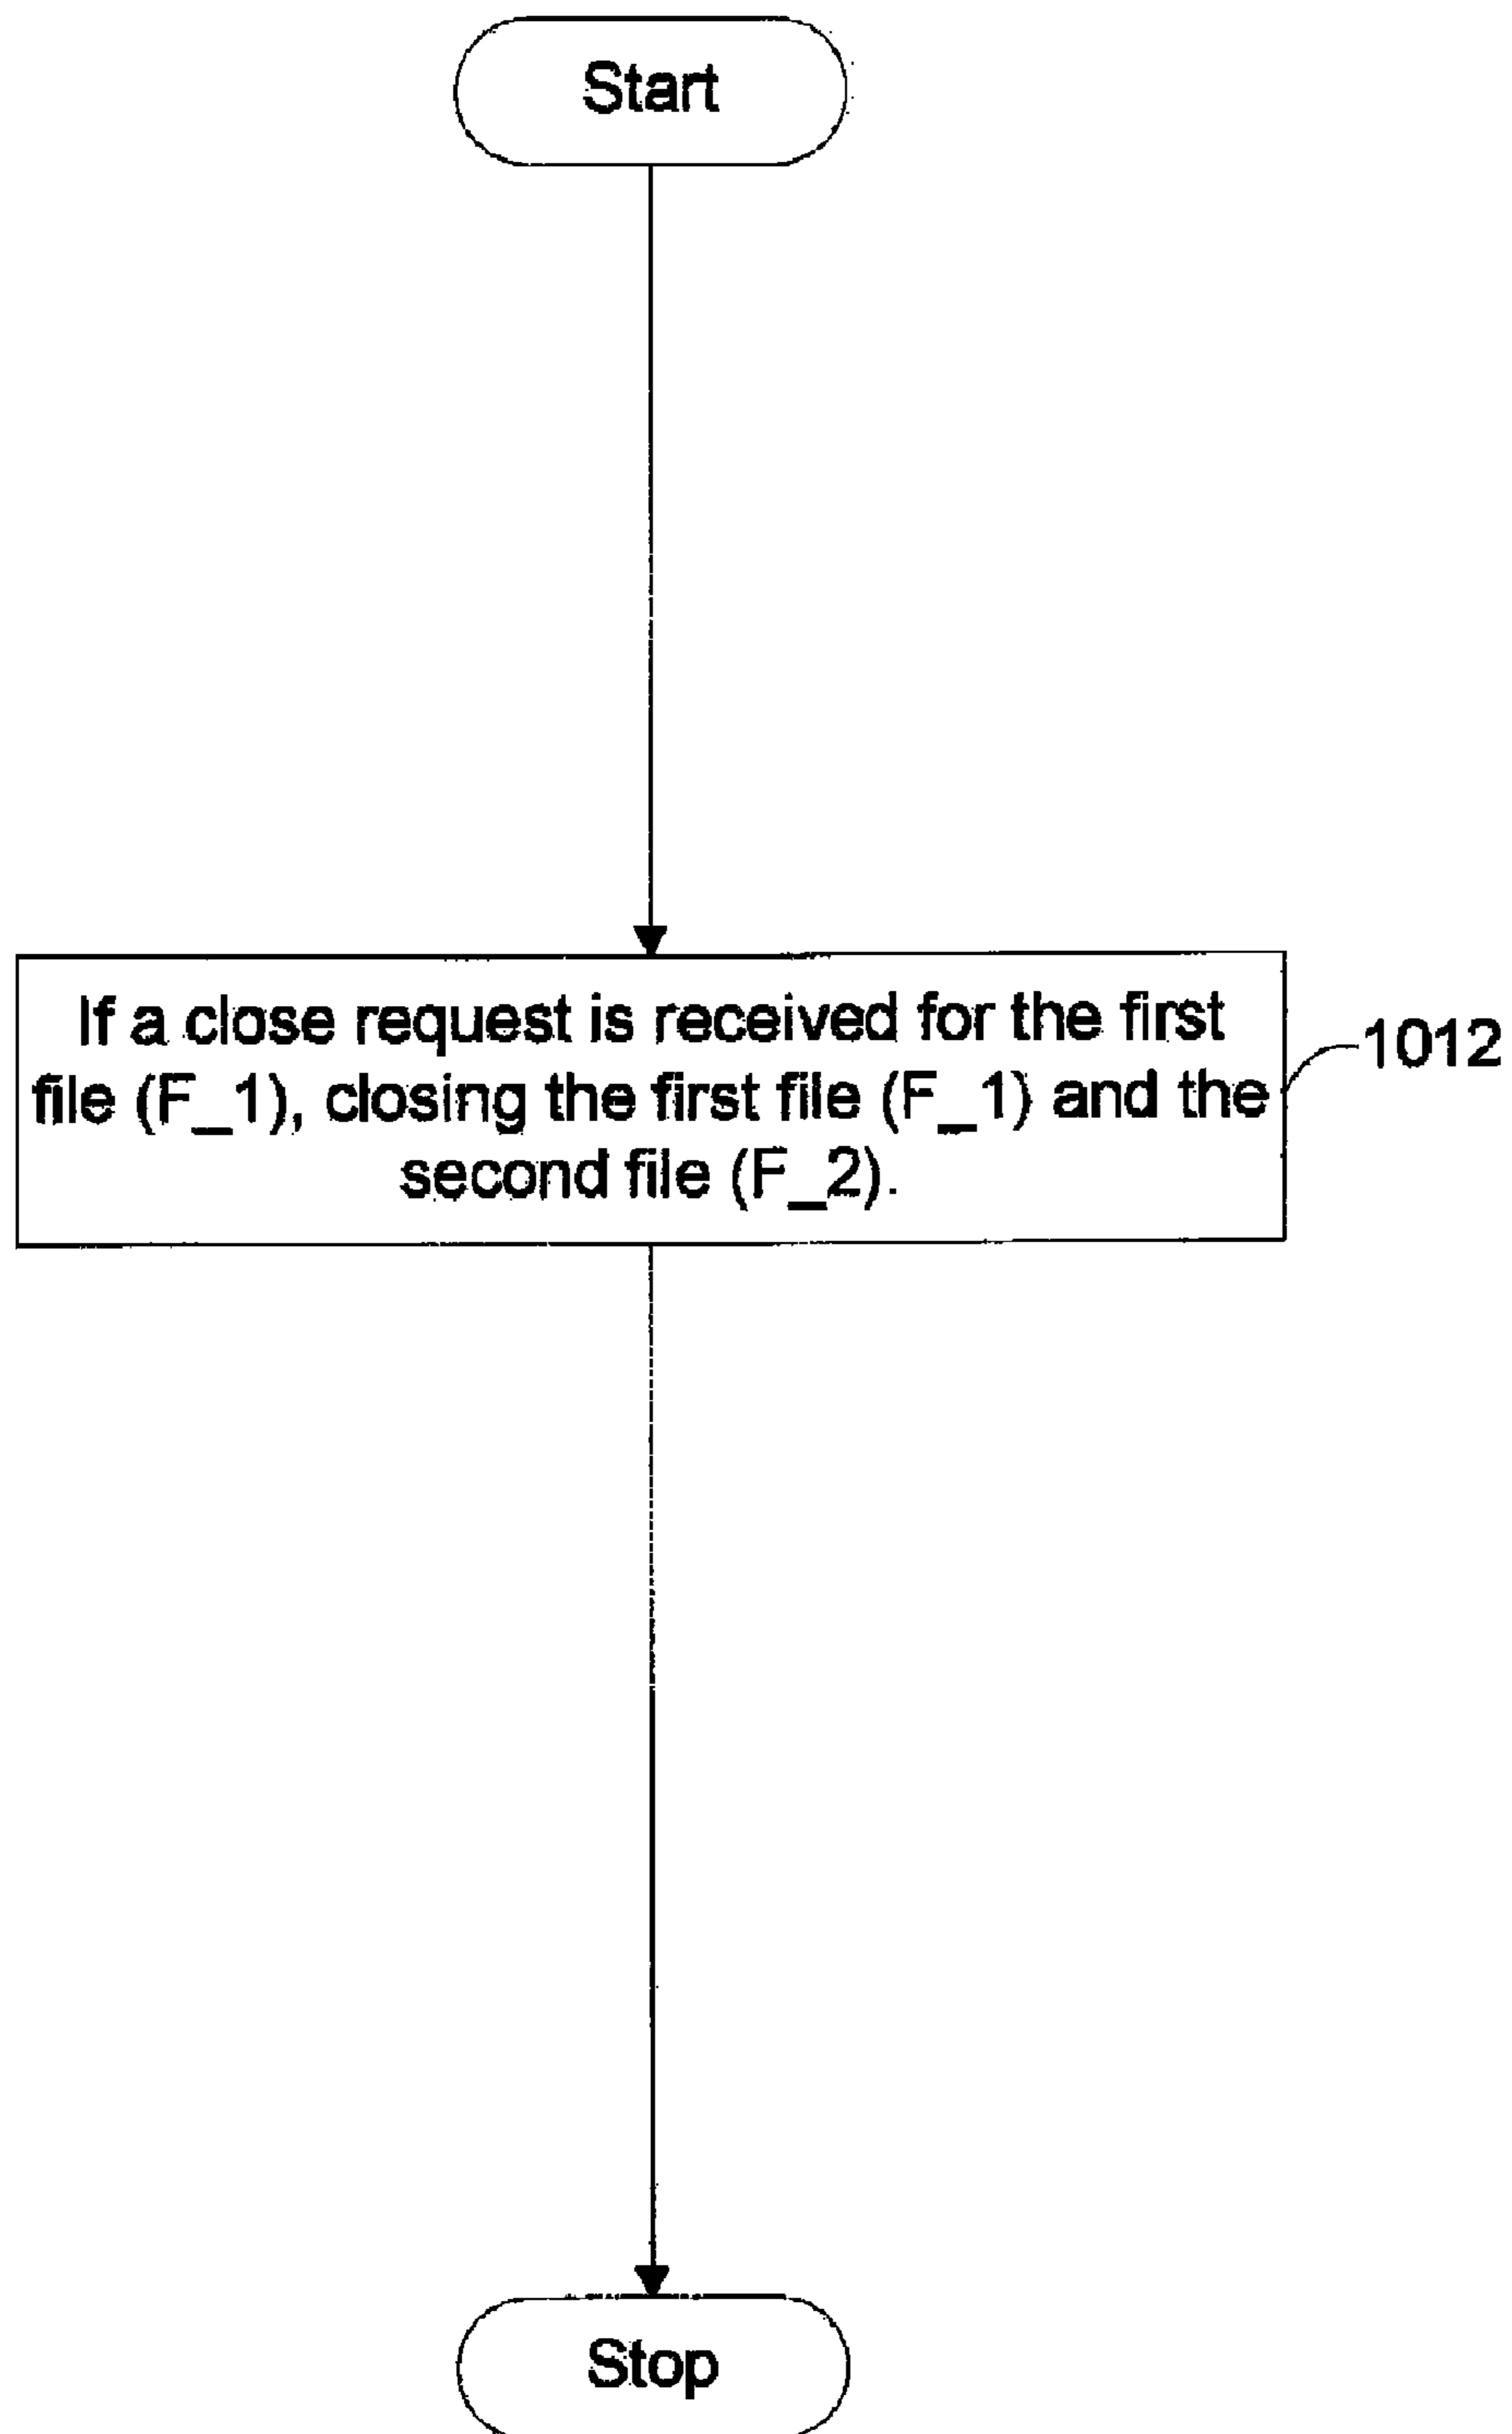 Start
If a close request is received for the first
file (F_1), closing the first file (F_1) and the
second file (F_2).
1012
Stop